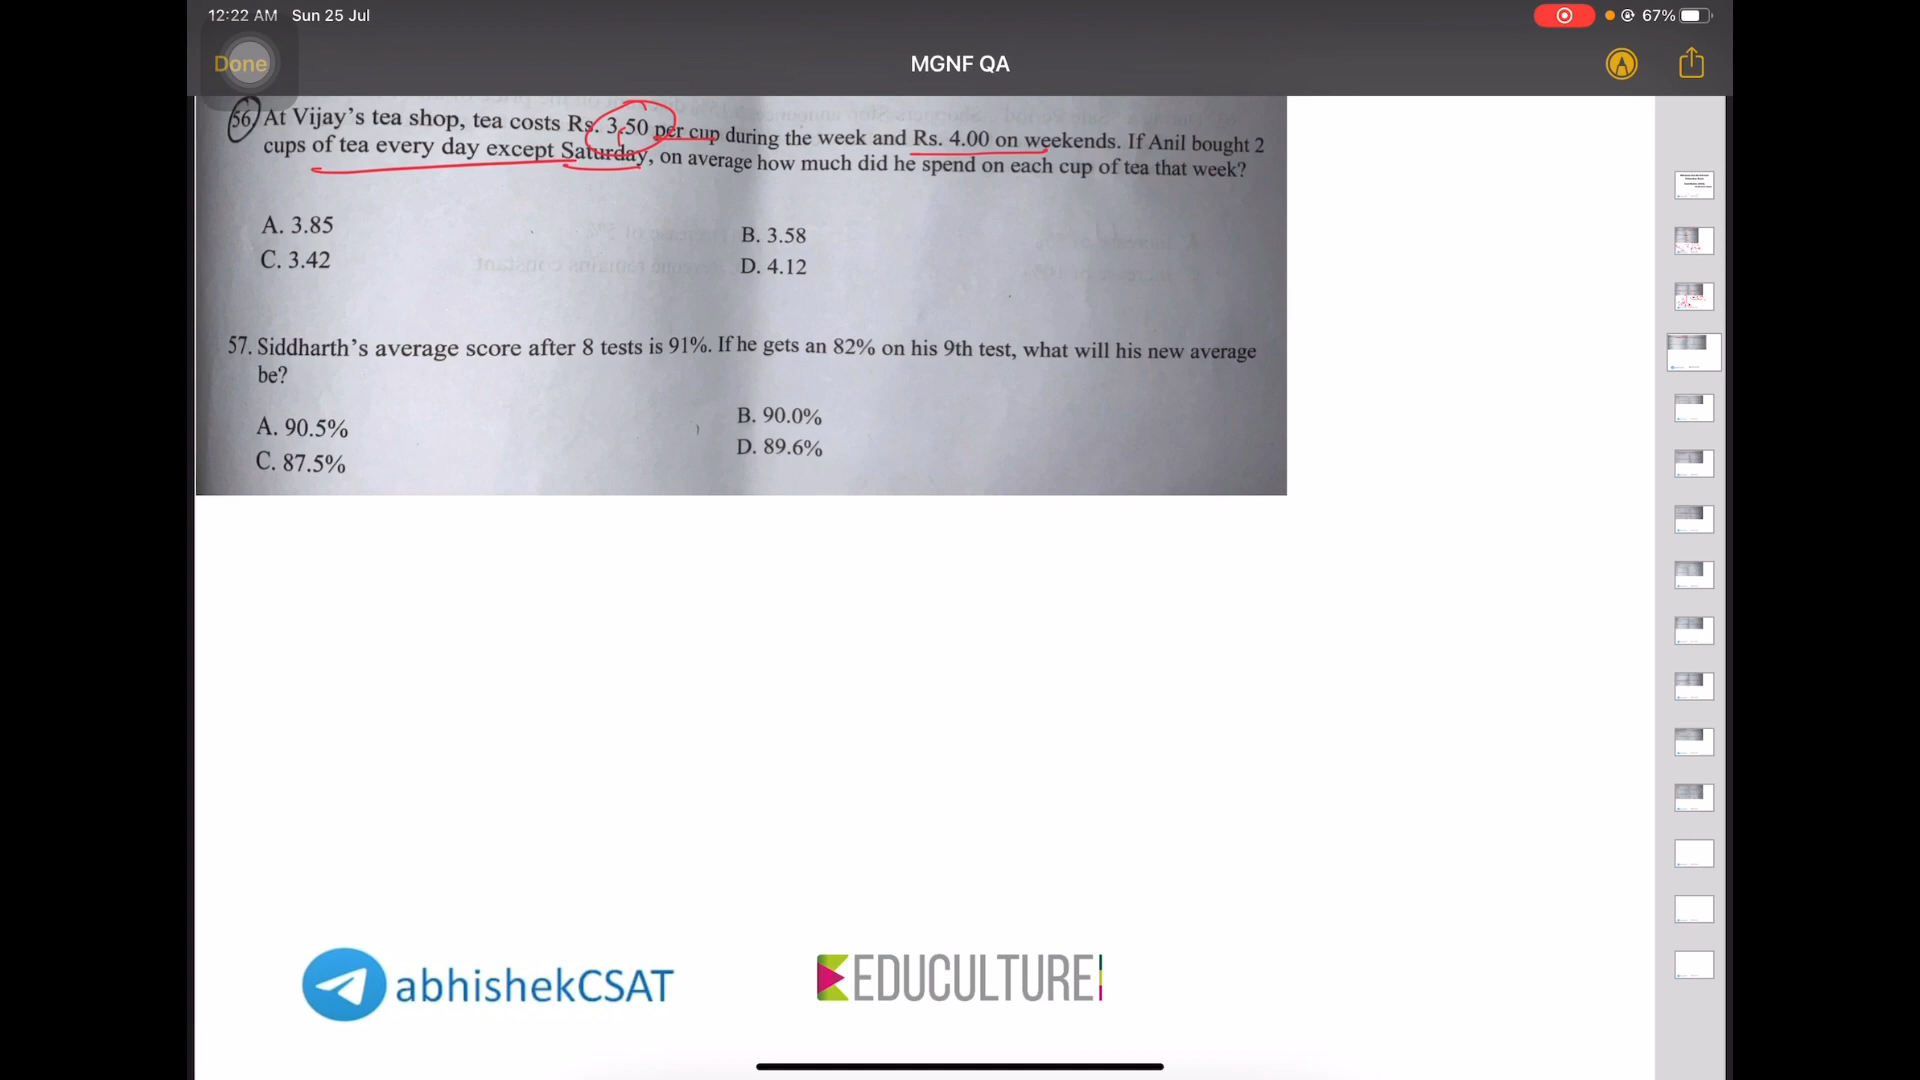 12:22 AM Sun 25 Jul
67%
Done
MGNF QA
56. At Vijay's tea shop, tea costs Rs. 3.50 per cup during the week and Rs. 4.00 on weekends. If Anil bought 2
cups of tea every day except Saturday, on average how much did he spend on each cup of tea that week?
A. 3.85
B. 3.58
C. 3.42
D. 4.12
57. Siddharth's average score after 8 tests is 91%. If he gets an 82% on his 9th test, what will his new average
be?
A. 90.5%
B. 90.0%
C. 87.5%
D. 89.6%
abhishekCSAT
EDUCULTURE